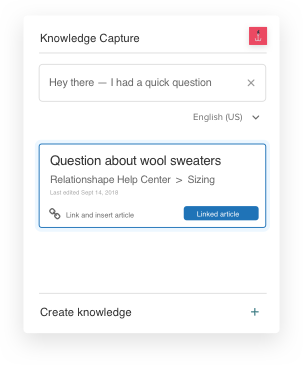 Knowledge Capture
Hey there — I had a quick question
English (US)
Question about wool sweaters
Relationshape Help Center > Sizing
Last edited Sept 14, 2018
Link and insert article
Linked article
Create knowledge